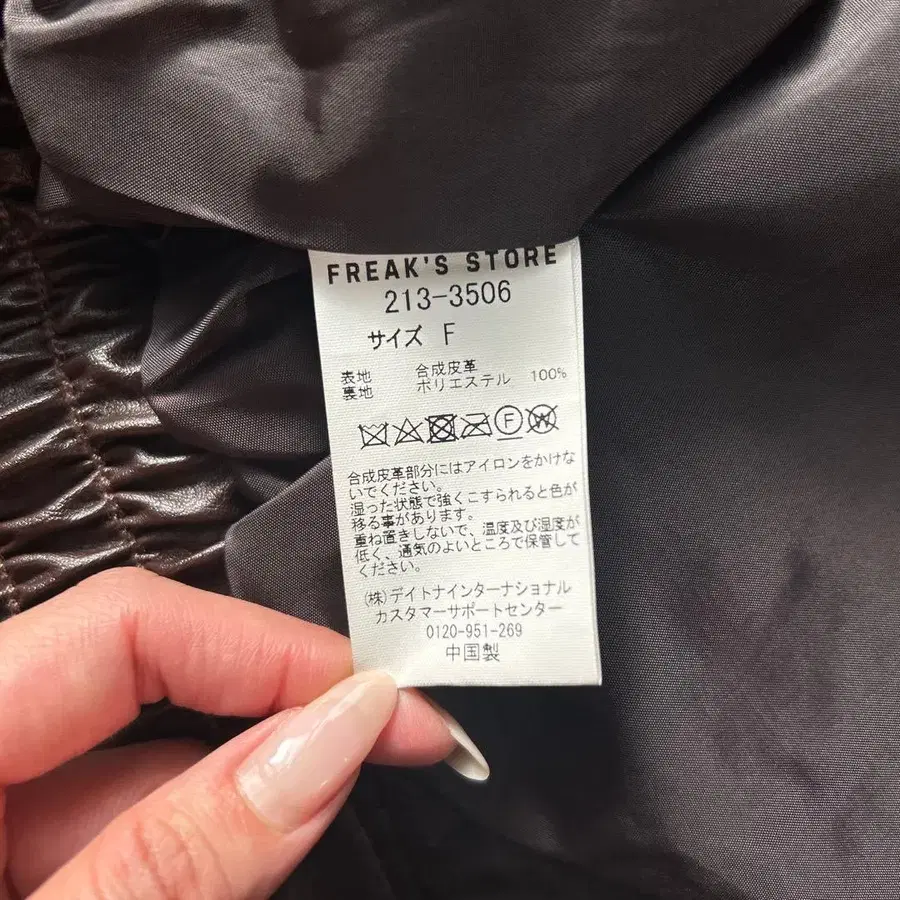 FREAK'S STORE
213-3506
サイズ F
表地 合成皮革
裏地 ポリエステル 100%
F W
合成皮革部分にはアイロンをかけな
いでください。
湿った状態で強くこすられると色が
移る事があります。
重ね置きしないで、温度及び湿度が
低く、通気のよいところで保管して
ください。
(株)デイトナインターナショナル
カスタマーサポートセンター
0120-951-269
中国製